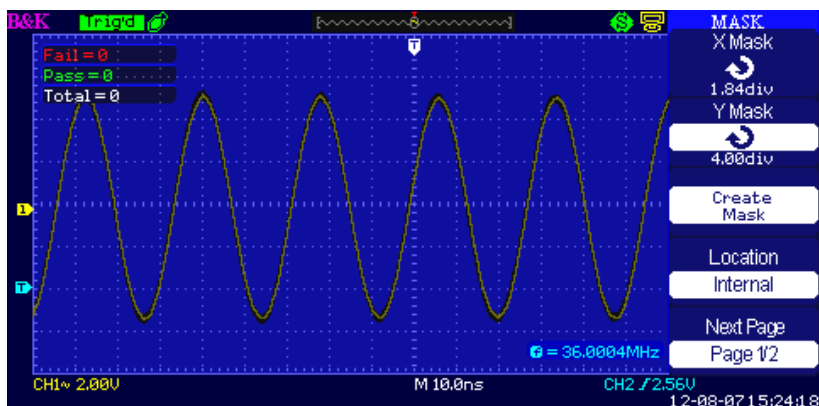 B&K Trig'd
Fail=0
Pass=0
Total=0
T
1
T
f = 36.0004MHz
CH1~ 2.00V M 10.0ns CH2 /2.56V
12-08-07 15:24:18
MASK
X Mask
1.84div
Y Mask
4.00div
Create
Mask
Location
Internal
Next Page
Page 1/2